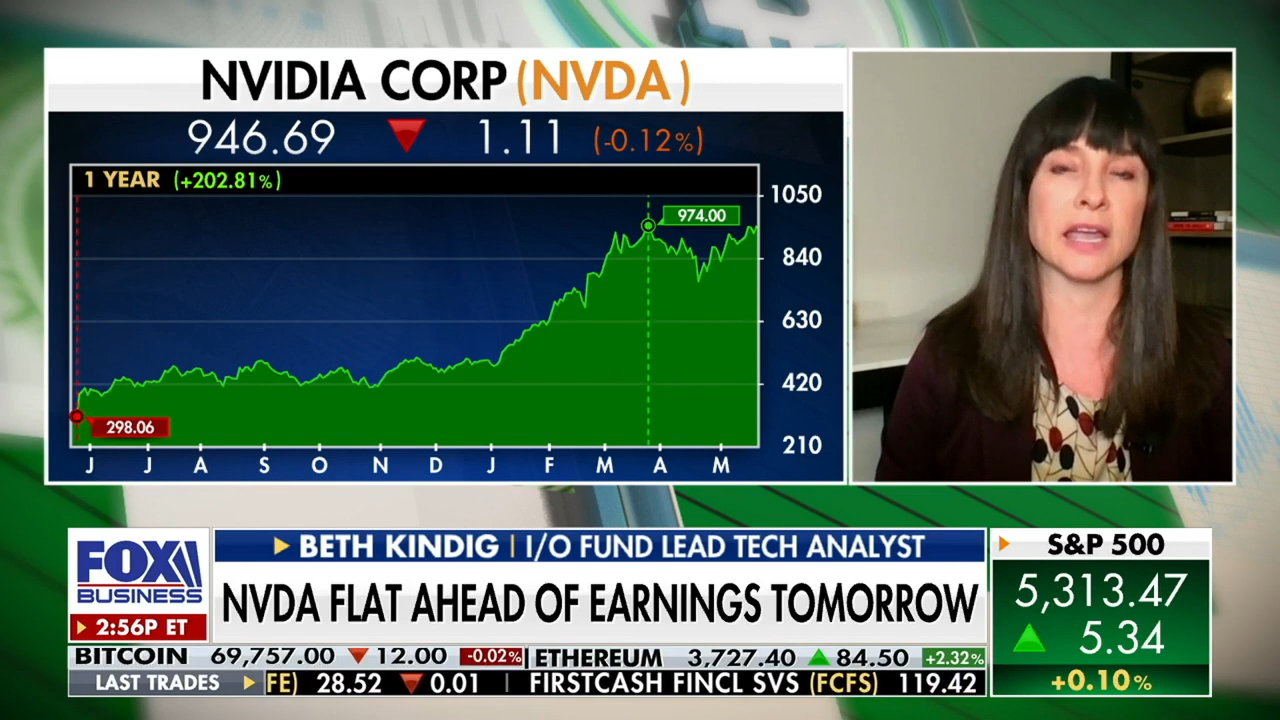 NVIDIA CORP (NVDA)
946.69 ▼ 1.11 (-0.12%)
1 YEAR (+202.81%)
1050
974.00
840
630
420
298.06
210
J J A S O N D J F M A M
FOX BUSINESS
2:56P ET
BETH KINDIG | I/O FUND LEAD TECH ANALYST
NVDA FLAT AHEAD OF EARNINGS TOMORROW
S&P 500
5,313.47
▲ 5.34
+0.10%
BITCOIN 69,757.00 ▼ 12.00 -0.02% ETHEREUM 3,727.40 ▲ 84.50 +2.32%
LAST TRADES FE) 28.52 ▼ 0.01 | FIRSTCASH FINCL SVS (FCFS) 119.42